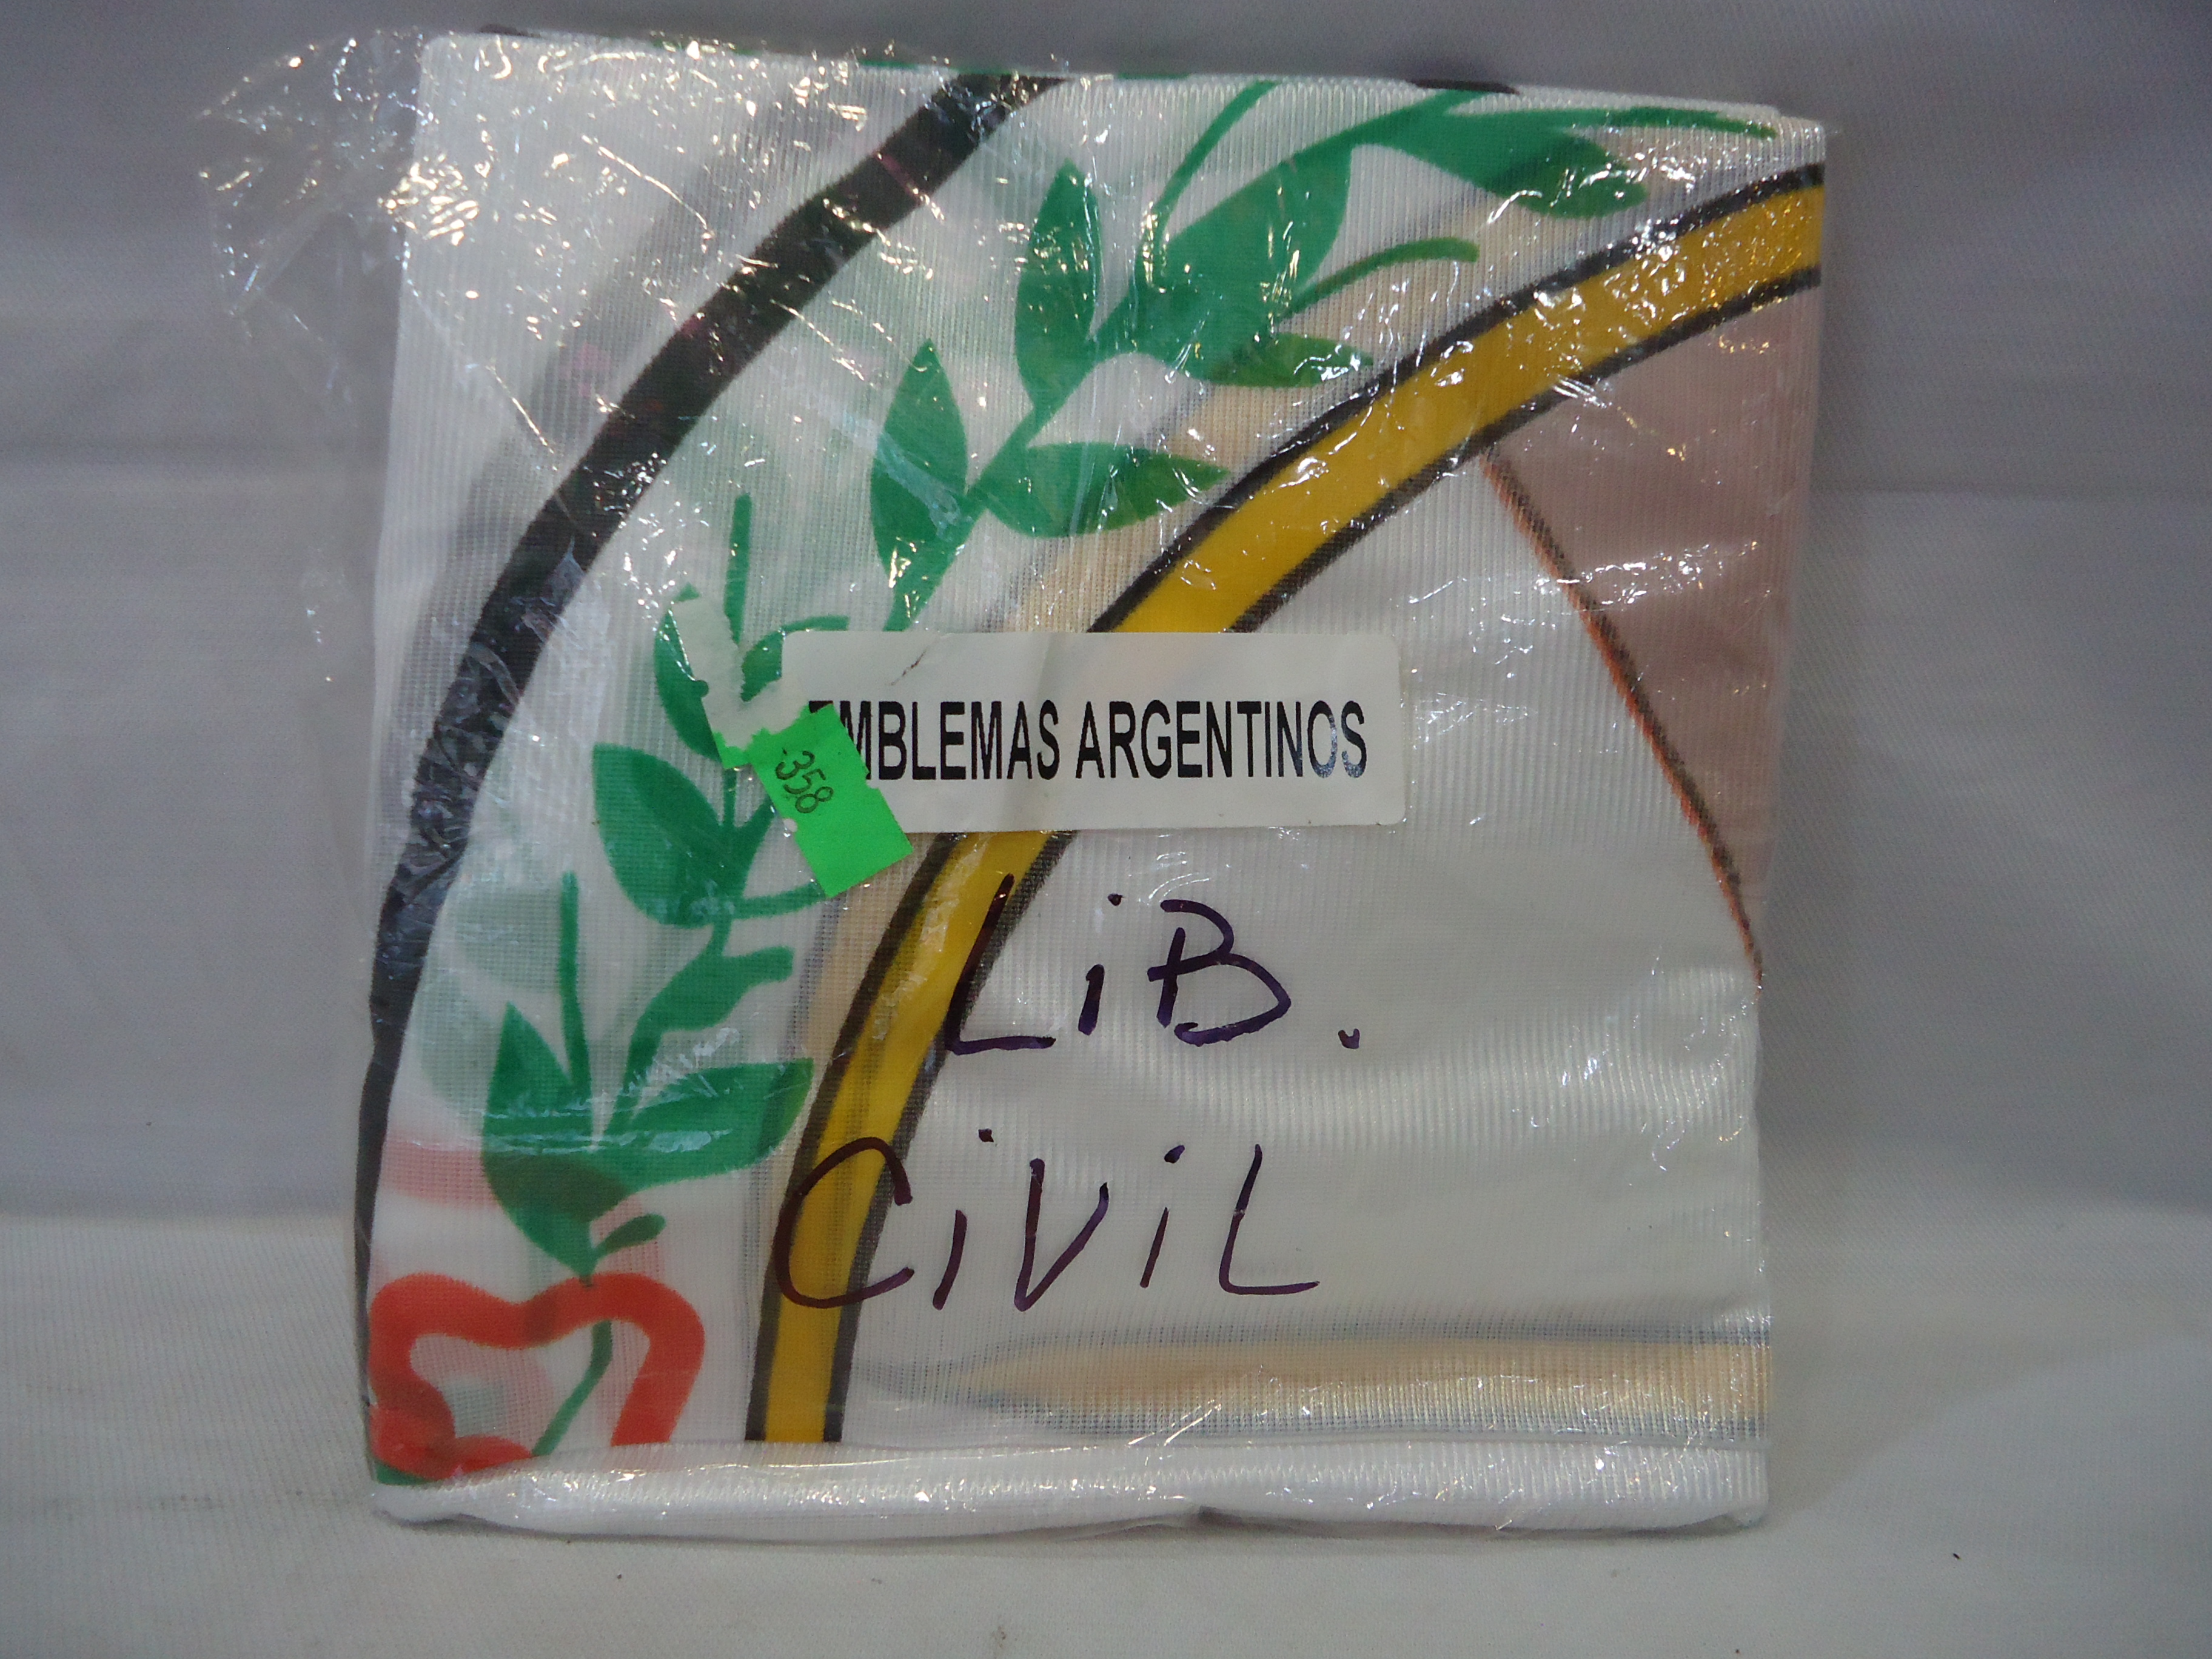 EMBLEMAS ARGENTINOS
358
LiB.
CiViL